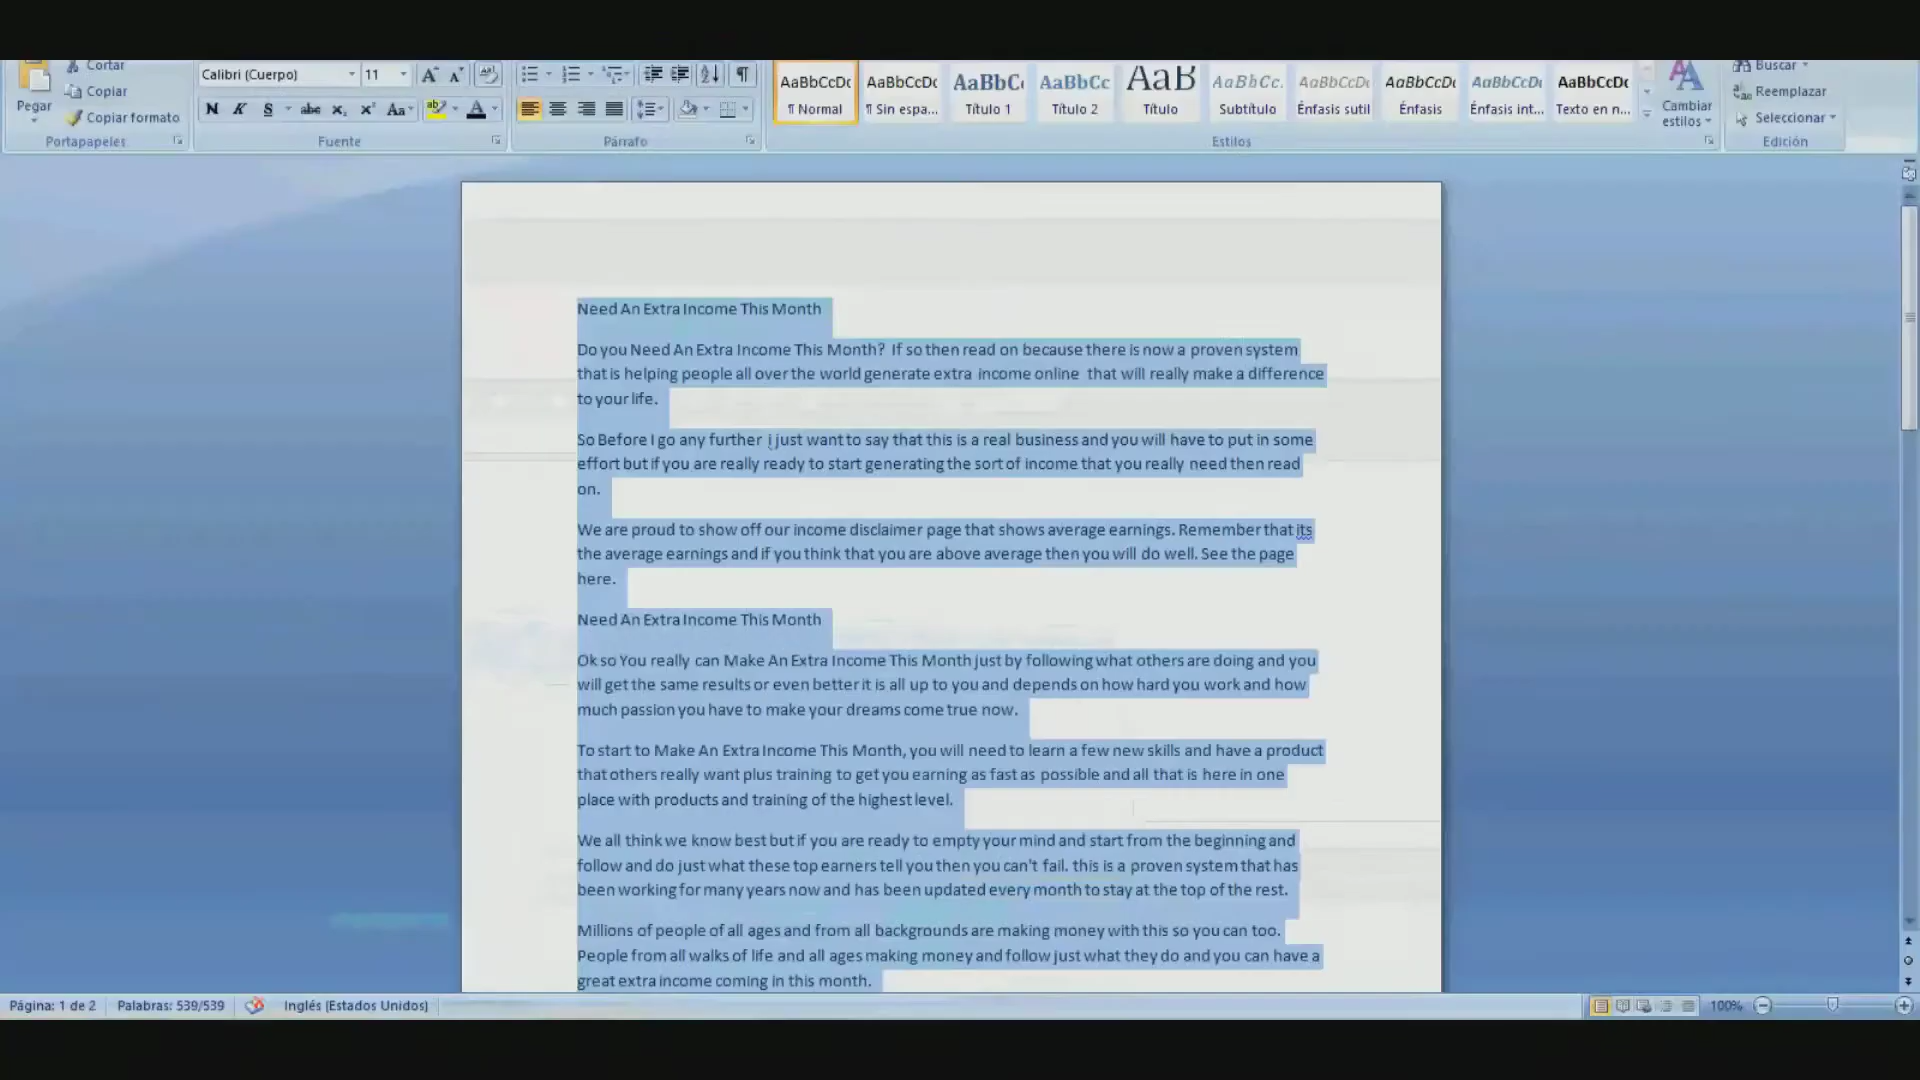 Cortar
Copiar
Copiar formato
Pegar
Portapapeles
Calibri (Cuerpo) 11
N K S abc x₂ x² Aa
Fuente
Párrafo
AaBbCcDc AaBbCcDc AaBbC AaBbCc AaB AaBbCc. AaBbCcDc AaBbCcDc AaBbCcDc AaBbCcDc
¶ Normal ¶ Sin espa... Título 1 Título 2 Título Subtítulo Énfasis sutil Énfasis Énfasis int... Texto en n...
Cambiar
estilos
Estilos
Buscar
Reemplazar
Seleccionar
Edición
Need An Extra Income This Month
Do you Need An Extra Income This Month? If so then read on because there is now a proven system
that is helping people all over the world generate extra income online that will really make a difference
to your life.
So Before I go any further i just want to say that this is a real business and you will have to put in some
effort but if you are really ready to start generating the sort of income that you really need then read
on.
We are proud to show off our income disclaimer page that shows average earnings. Remember that its
the average earnings and if you think that you are above average then you will do well. See the page
here.
Need An Extra Income This Month
Ok so You really can Make An Extra Income This Month just by following what others are doing and you
will get the same results or even better it is all up to you and depends on how hard you work and how
much passion you have to make your dreams come true now.
To start to Make An Extra Income This Month, you will need to learn a few new skills and have a product
that others really want plus training to get you earning as fast as possible and all that is here in one
place with products and training of the highest level.
We all think we know best but if you are ready to empty your mind and start from the beginning and
follow and do just what these top earners tell you then you can't fail. this is a proven system that has
been working for many years now and has been updated every month to stay at the top of the rest.
Millions of people of all ages and from all backgrounds are making money with this so you can too.
People from all walks of life and all ages making money and follow just what they do and you can have a
great extra income coming in this month.
Página: 1 de 2 Palabras: 539/539 Inglés (Estados Unidos) 100%